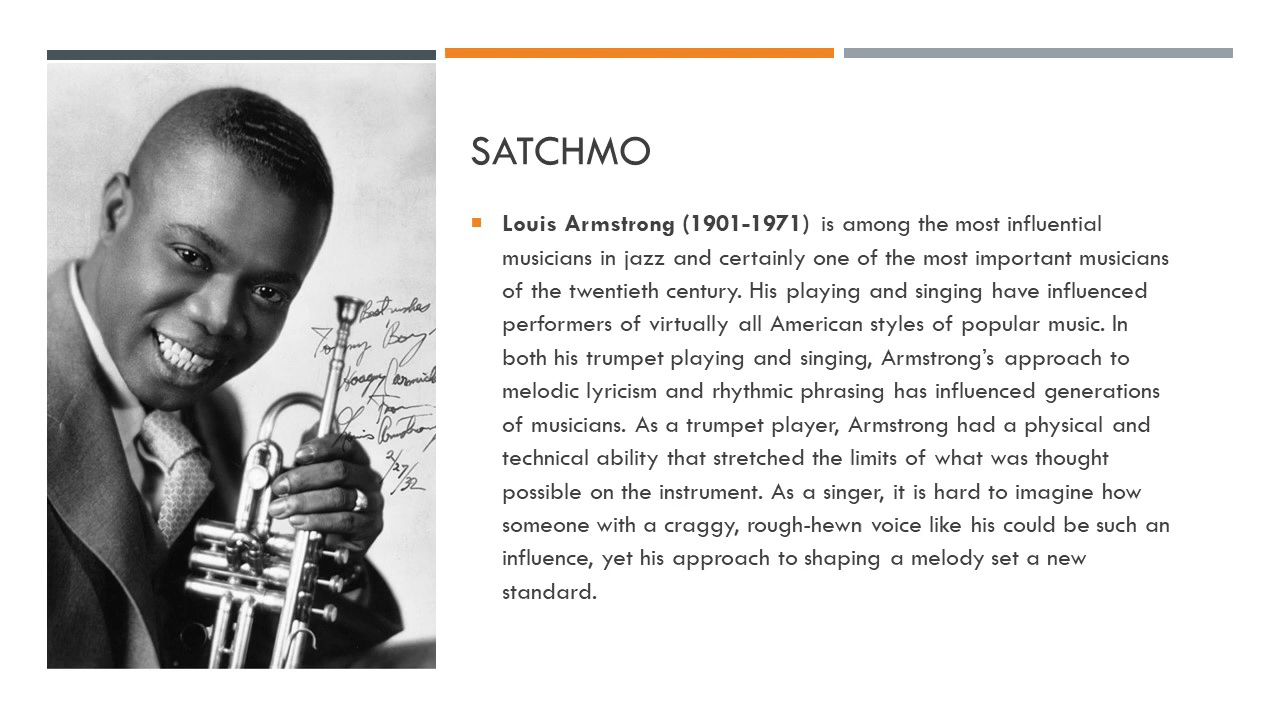 SATCHMO
Louis Armstrong (1901-1971) is among the most influential
musicians in jazz and certainly one of the most important musicians
of the twentieth century. His playing and singing have influenced
performers of virtually all American styles of popular music. In
both his trumpet playing and singing, Armstrong’s approach to
melodic lyricism and rhythmic phrasing has influenced generations
of musicians. As a trumpet player, Armstrong had a physical and
technical ability that stretched the limits of what was thought
possible on the instrument. As a singer, it is hard to imagine how
someone with a craggy, rough-hewn voice like his could be such an
influence, yet his approach to shaping a melody set a new
standard.
Best wishes
'Boy'
Hoagy Carmich
From
Louis Armstrong
2/27/32